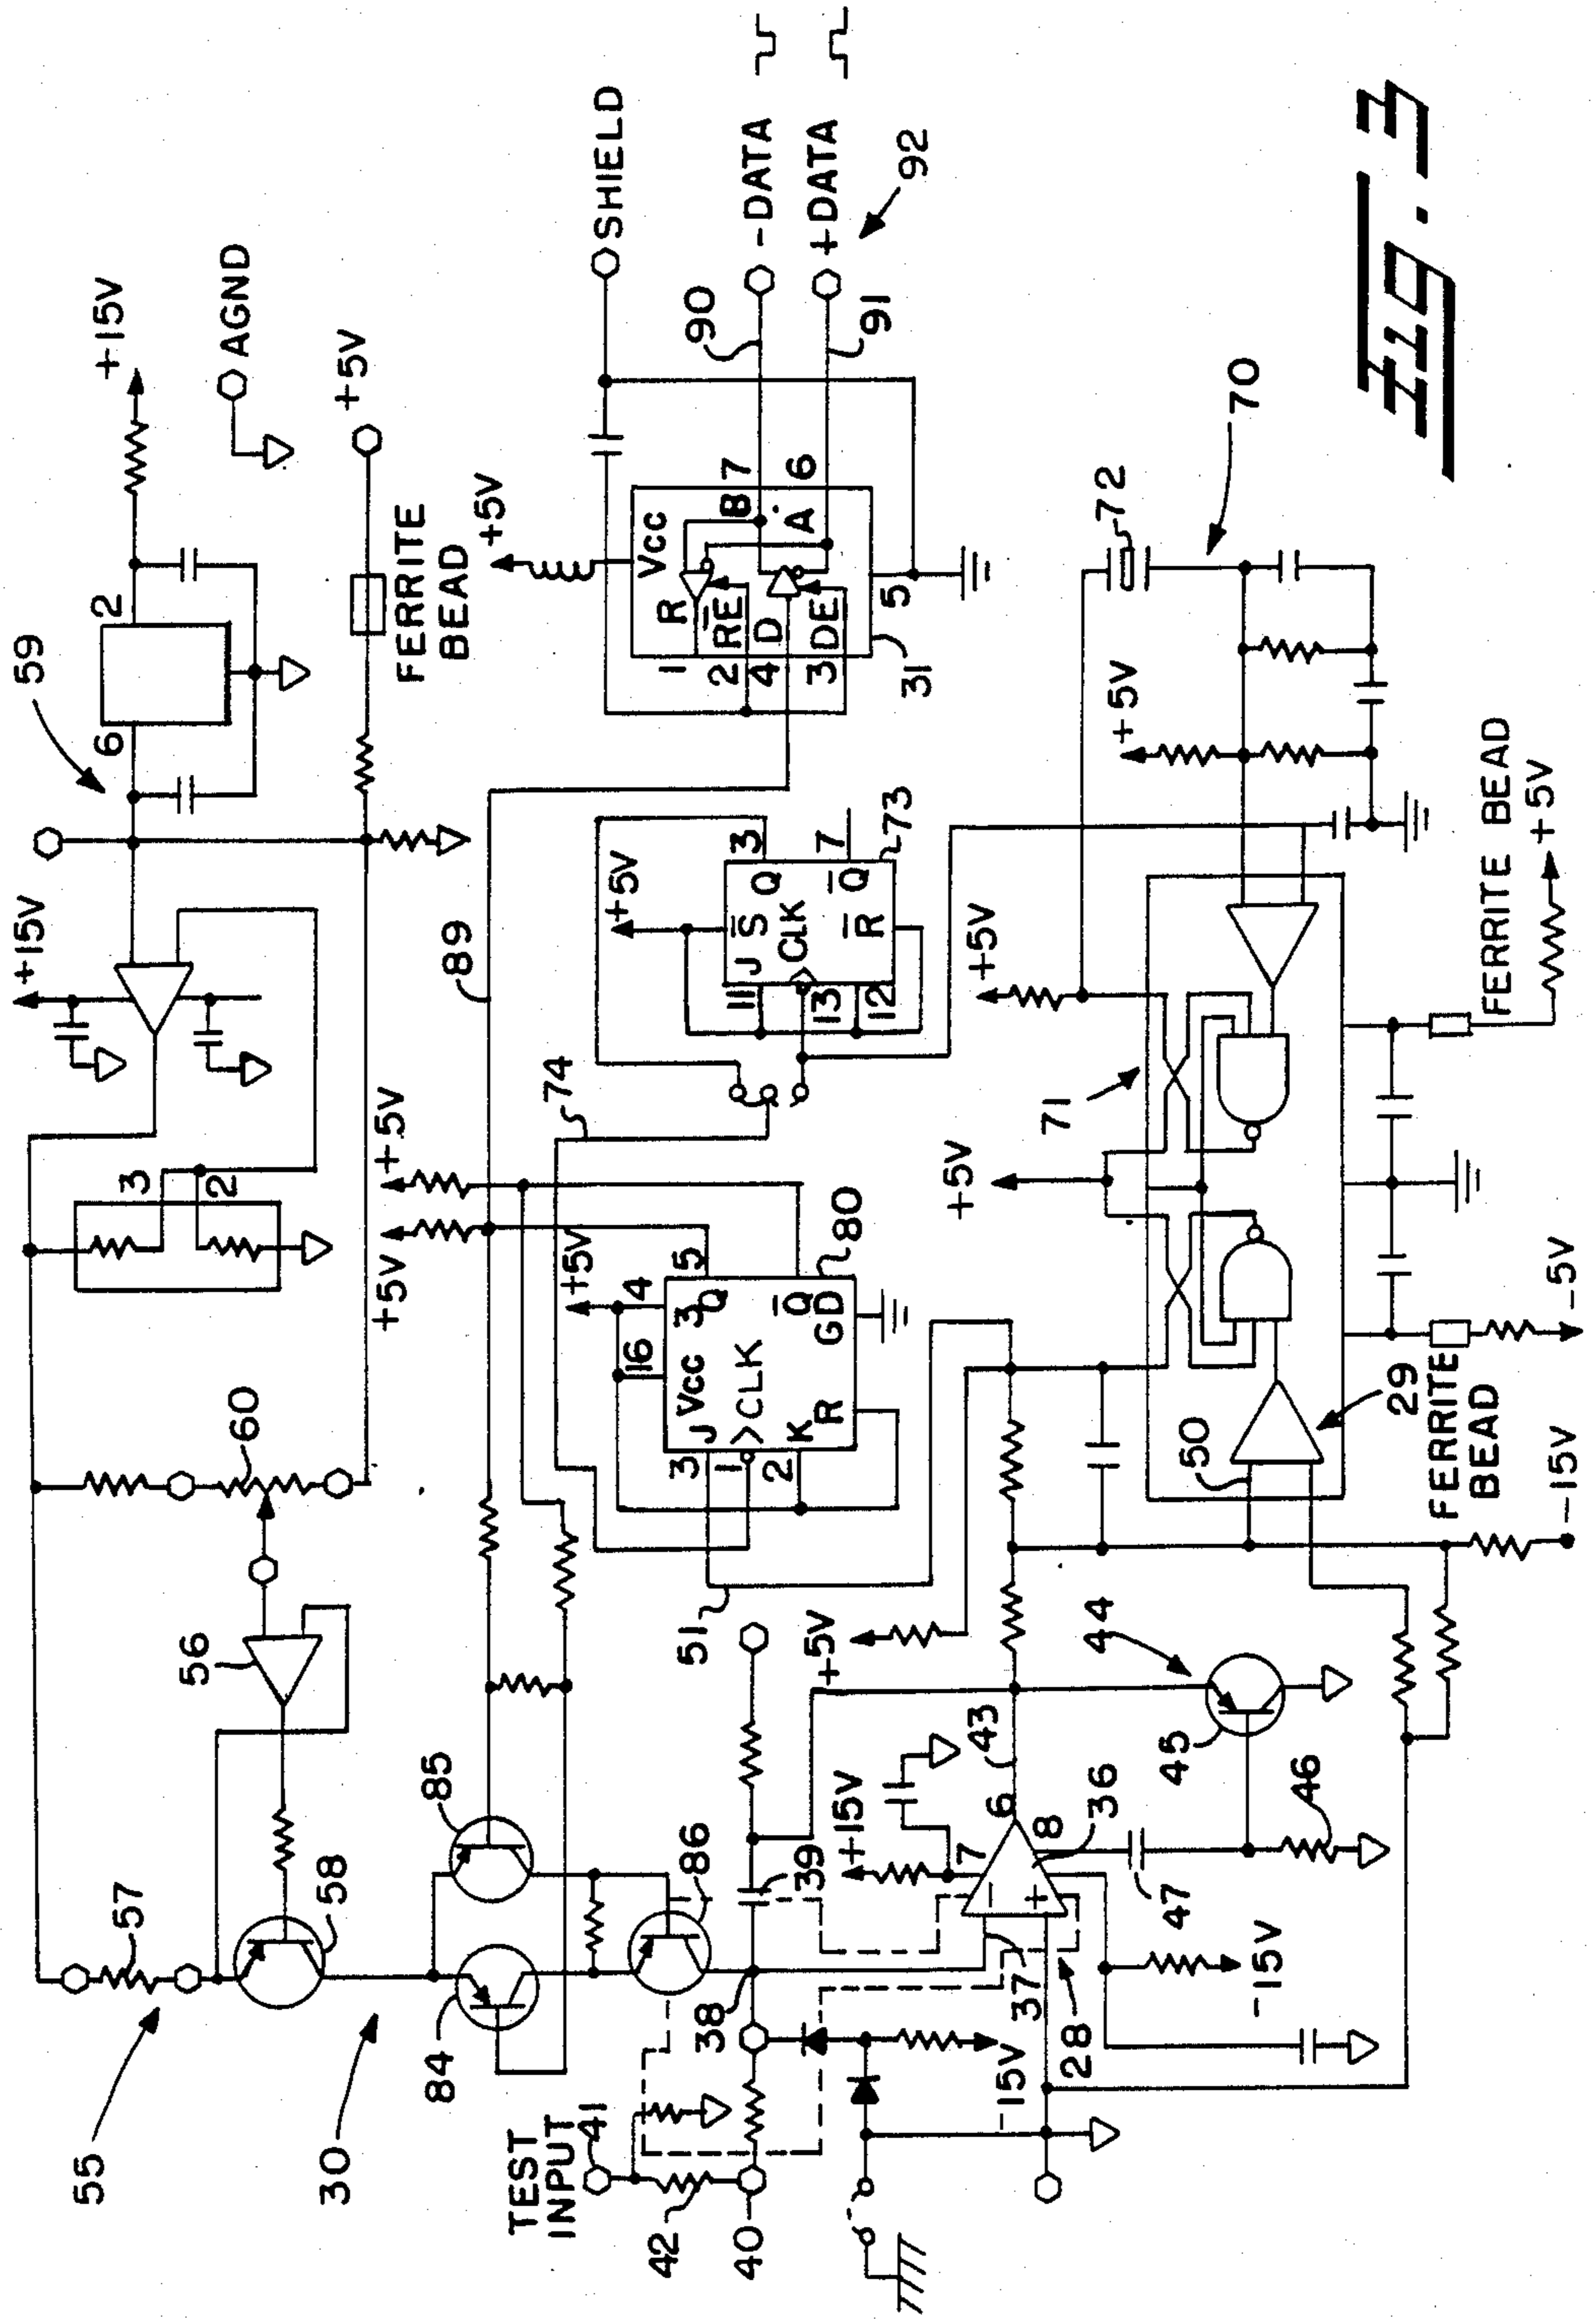 59
+15V
6
2
+15V
AGND
+5V
FERRITE
BEAD
3
2
60
56
57
58
55
30
+5V
+5V
89
85
84
86
SHIELD
+5V
Vcc
R
RE
D
DE
B
A
1
2
4
3
7
6
5
31
90
91
-DATA
+DATA
92
74
+5V
S
J
Q
CLK
Q
R
11
13
12
3
7
73
+5V
4
16
5
3
Q
Vcc
J
>CLK
K
R
Q
GD
3
1
2
80
51
TEST
INPUT
41
42
40
38
39
+5V
+15V
7
6
8
36
37
28
-
+
43
44
45
46
47
-15V
-15V
+5V
71
+5V
50
29
+5V
72
70
FERRITE
BEAD
-15V
-5V
FERRITE BEAD
+5V
FIG. 3